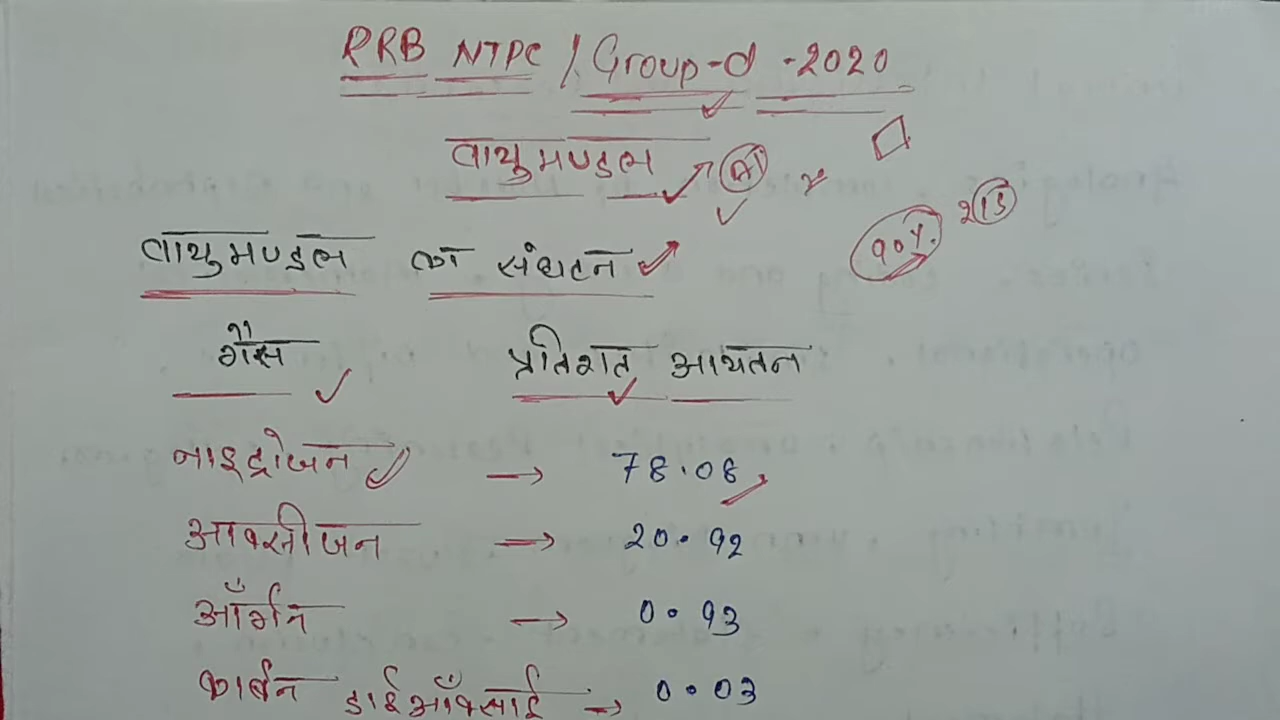 RRB NTPC / Group-d - 2020
वायुमण्डल
वायुमण्डल का संघटन
90%.
गैस प्रतिशत आयतन
नाइट्रोजन → 78.08
आक्सीजन → 20.92
ऑर्गन → 0.93
कार्बन डाईऑक्साई → 0.03